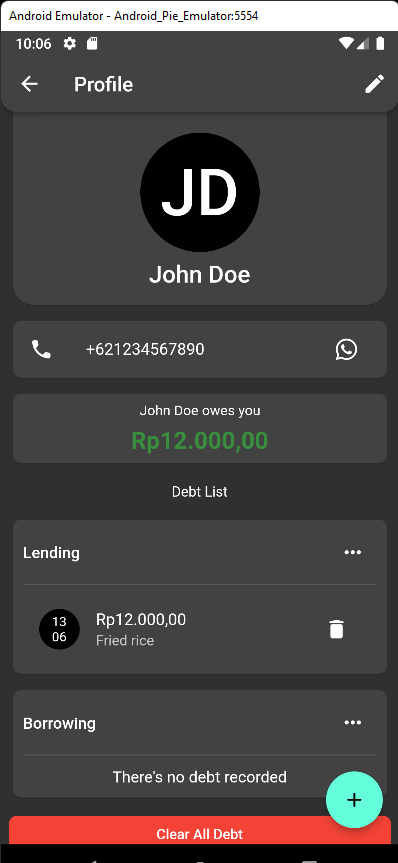 Android Emulator - Android_Pie_Emulator:5554
10:06
Profile
JD
John Doe
+621234567890
John Doe owes you
Rp12.000,00
Debt List
Lending
13
06
Rp12.000,00
Fried rice
Borrowing
There's no debt recorded
Clear All Debt